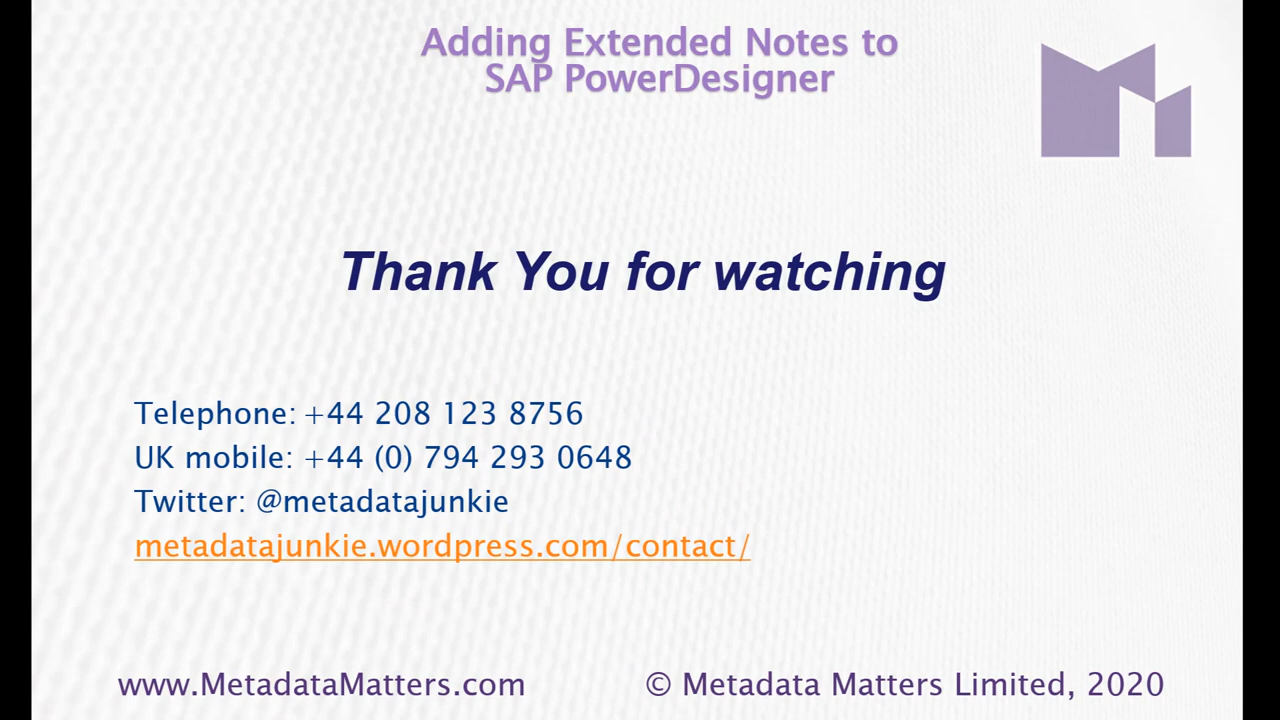 Adding Extended Notes to
SAP PowerDesigner
Thank You for watching
Telephone: +44 208 123 8756
UK mobile: +44 (0) 794 293 0648
Twitter: @metadatajunkie
metadatajunkie.wordpress.com/contact/
www.MetadataMatters.com
© Metadata Matters Limited, 2020